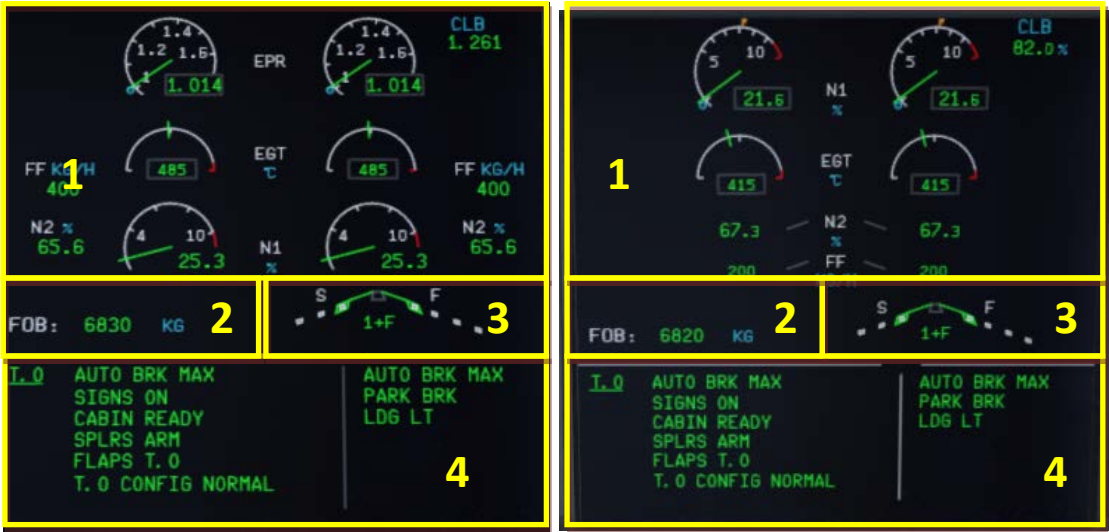 1.4 1.4 CLB
1.2 1.6 1.2 1.6 1.261
1 1.014 EPR 1 1.014
485 EGT 485
°C
FF KG/H FF KG/H
400 400
1
N2 % N2 %
65.6 65.6
4 10 4 10
25.3 N1 25.3
%
FOB: 6830 KG 2
S F
1+F 3
T.O AUTO BRK MAX AUTO BRK MAX
SIGNS ON PARK BRK
CABIN READY LDG LT
SPLRS ARM
FLAPS T.O
T.O CONFIG NORMAL
4
5 10 5 10 CLB
82.0%
21.6 N1 21.6
%
415 EGT 415
°C
1
67.3 N2 67.3
%
200 FF 200
FOB: 6820 KG 2
S F
1+F 3
T.O AUTO BRK MAX AUTO BRK MAX
SIGNS ON PARK BRK
CABIN READY LDG LT
SPLRS ARM
FLAPS T.O
T.O CONFIG NORMAL
4